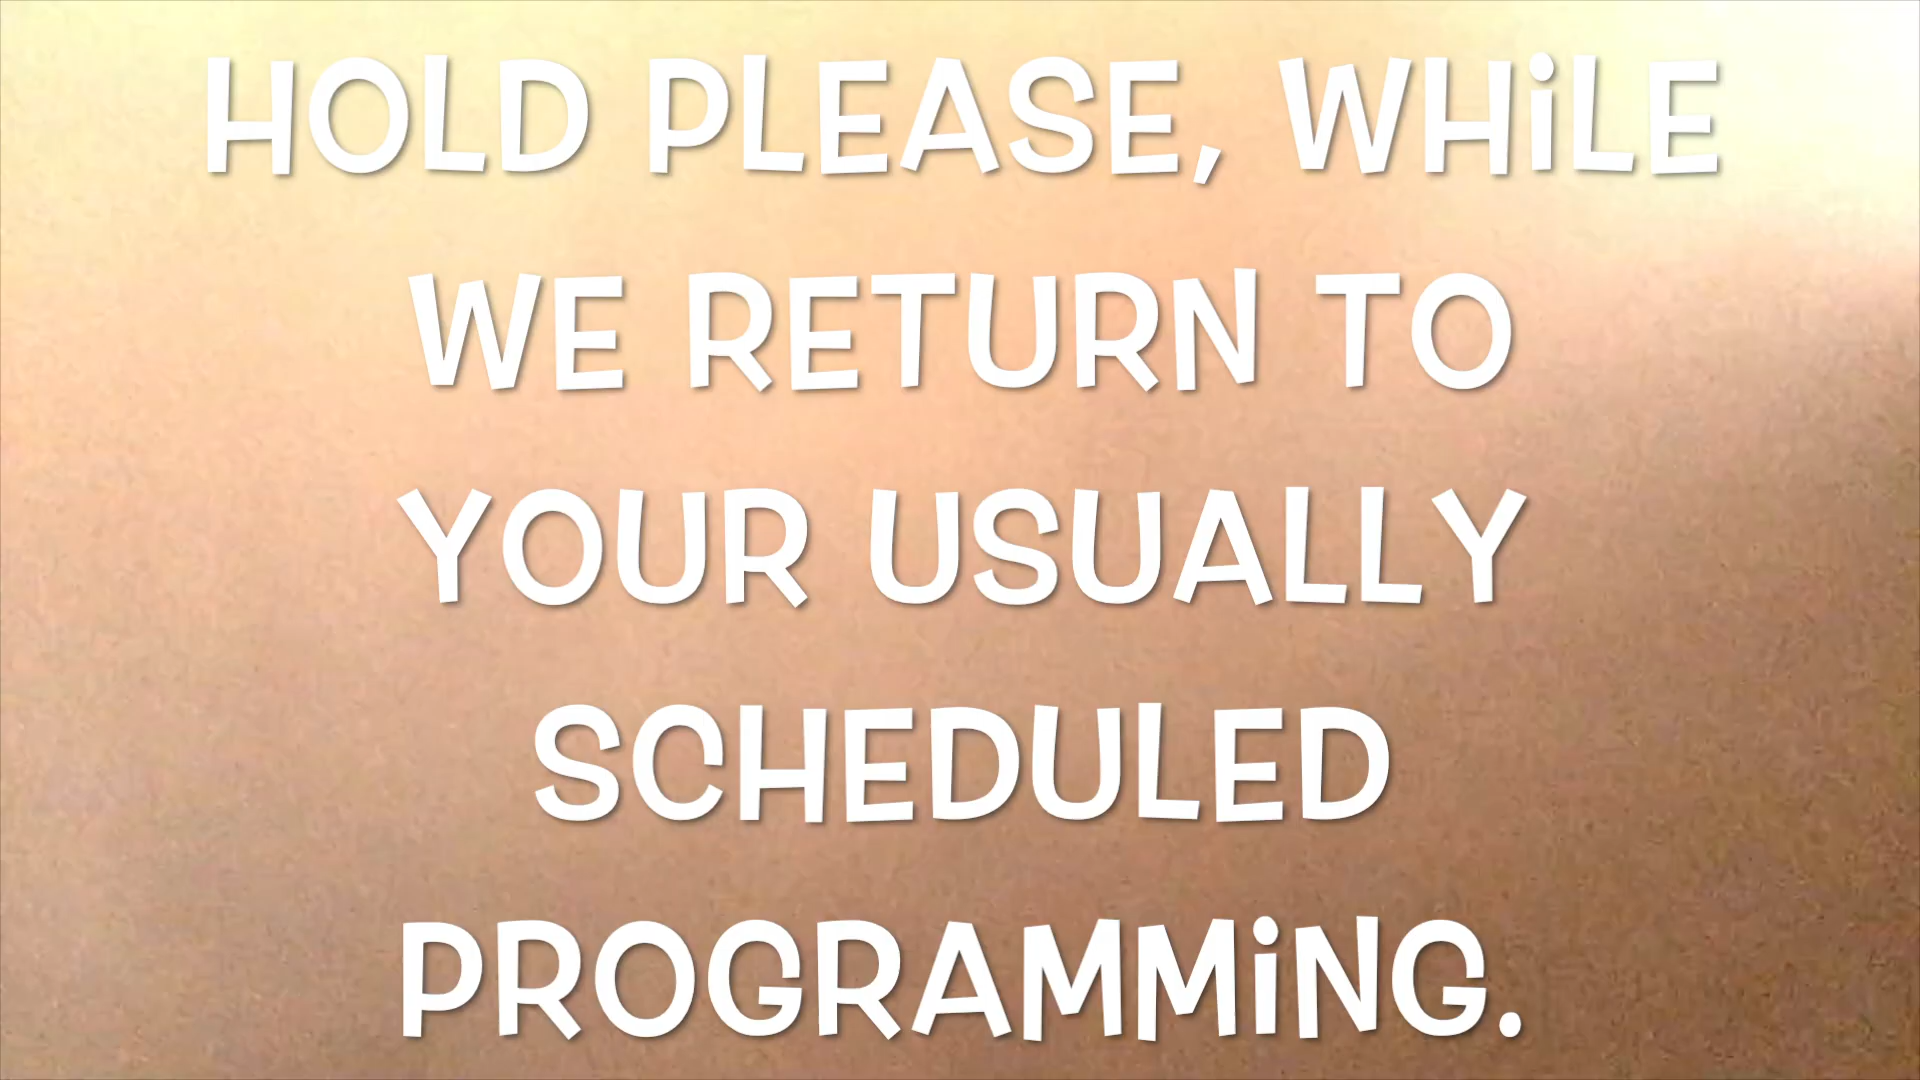 HOLD PLEASE, WHiLE
WE RETURN TO
YOUR USUALLY
SCHEDULED
PROGRAMMiNG.